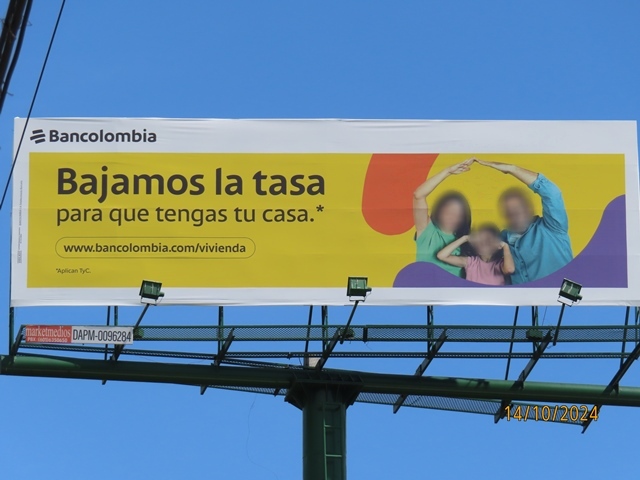 Bancolombia
Bajamos la tasa
para que tengas tu casa.*
www.bancolombia.com/vivienda
*Aplican TyC.
marketmedios
DAPM-0096284
14/10/2024